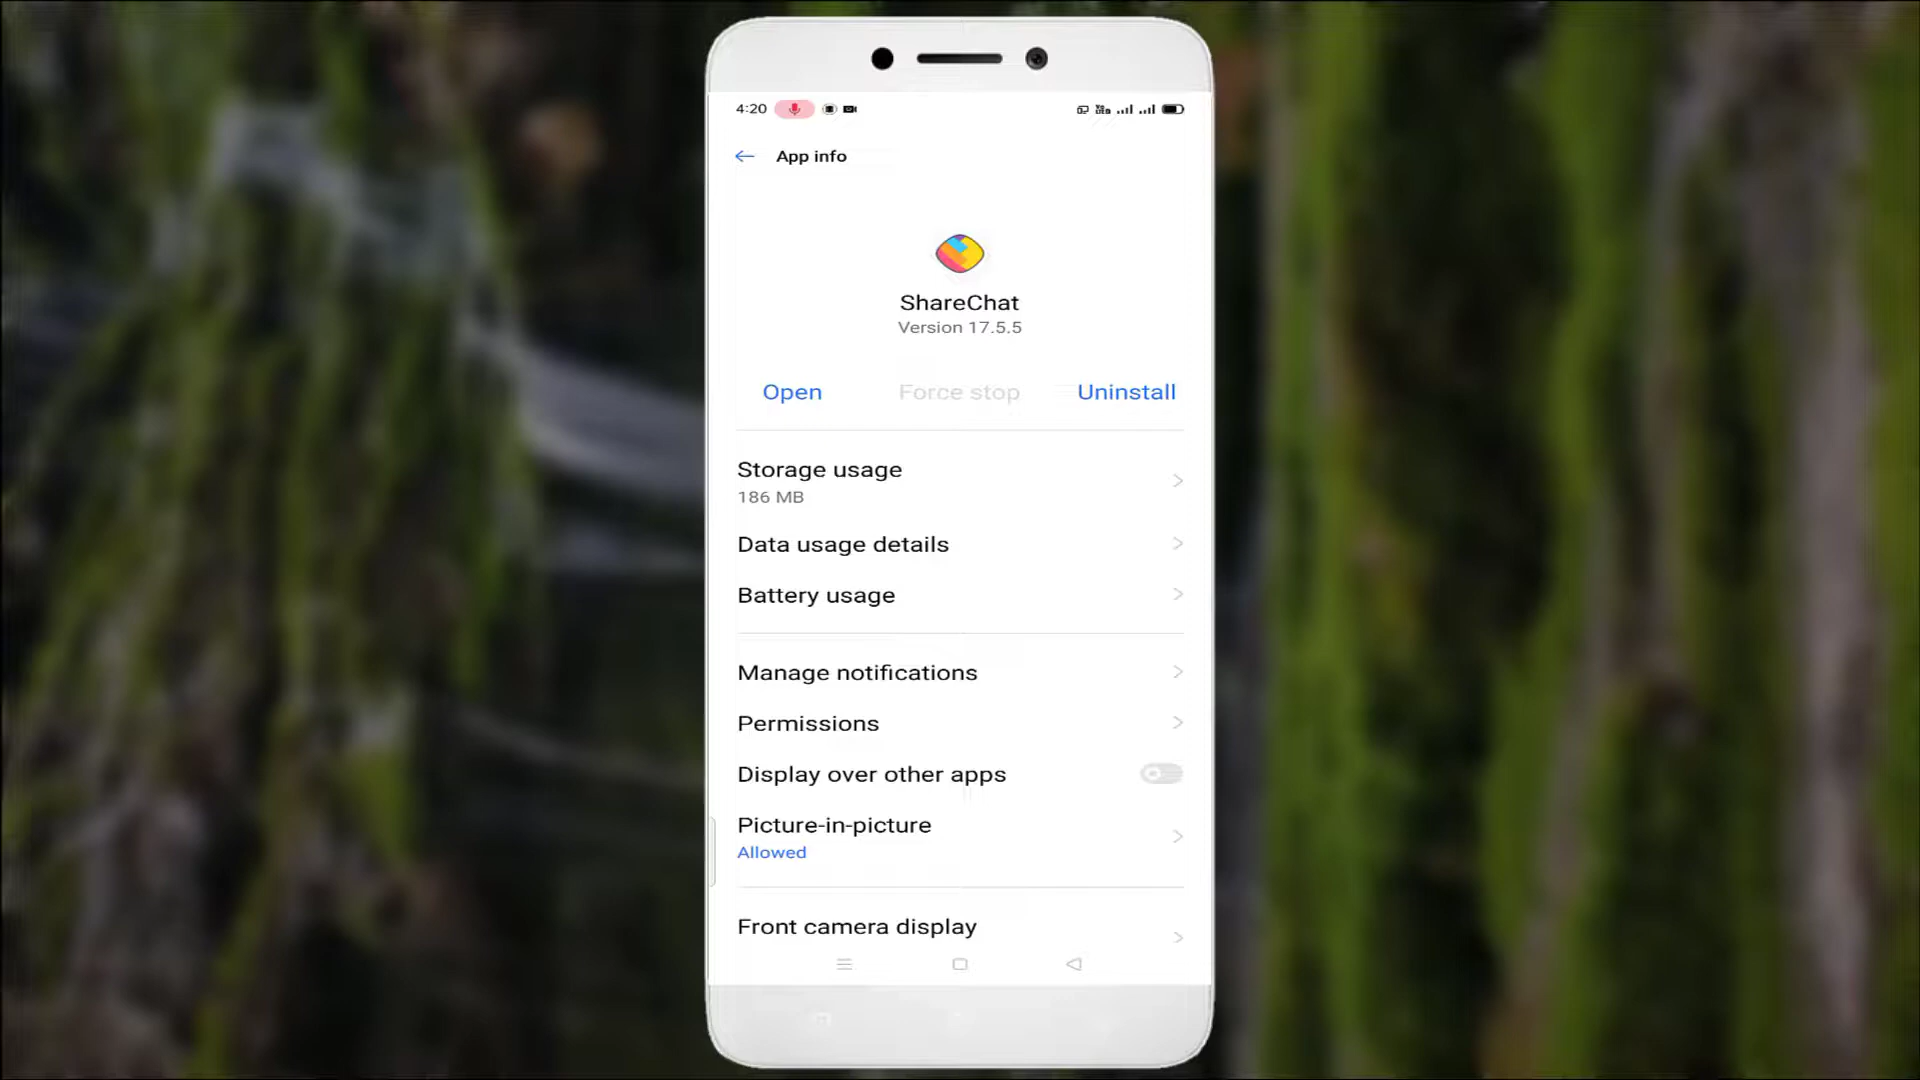 4:20
App info
ShareChat
Version 17.5.5
Open
Force stop
Uninstall
Storage usage
186 MB
Data usage details
Battery usage
Manage notifications
Permissions
Display over other apps
Picture-in-picture
Allowed
Front camera display